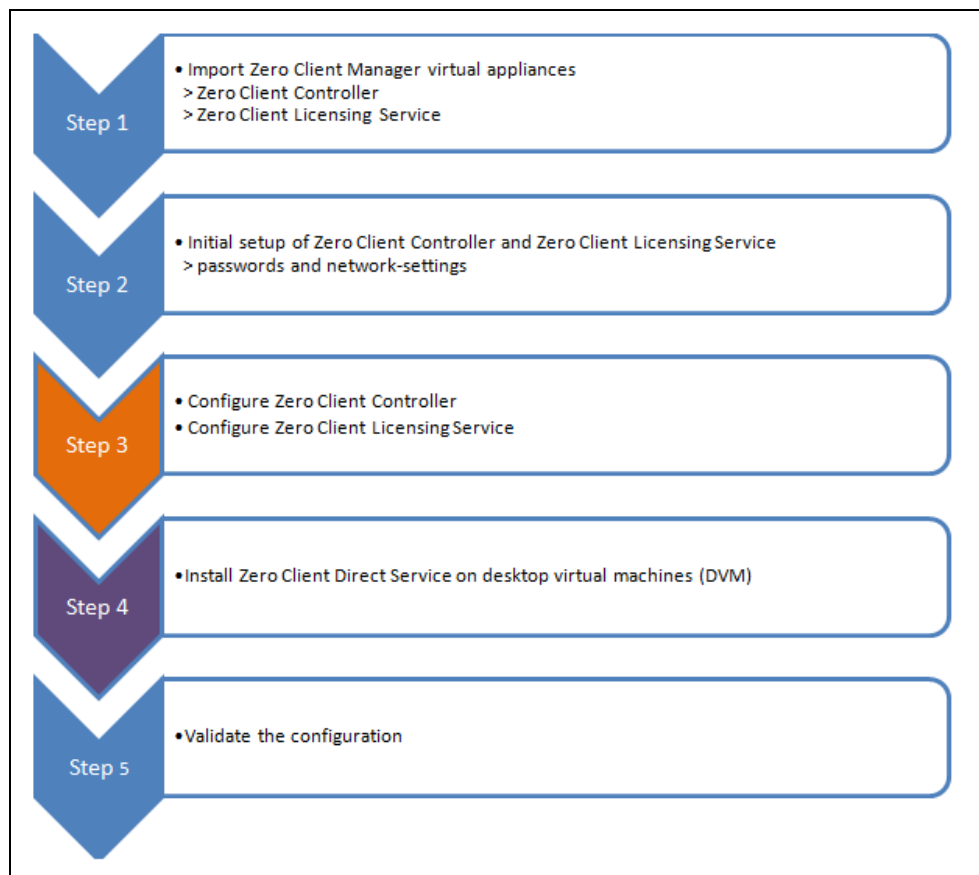 Step 1
• Import Zero Client Manager virtual appliances
> Zero Client Controller
> Zero Client Licensing Service
Step 2
• Initial setup of Zero Client Controller and Zero Client Licensing Service
> passwords and network-settings
Step 3
• Configure Zero Client Controller
• Configure Zero Client Licensing Service
Step 4
•Install Zero Client Direct Service on desktop virtual machines (DVM)
Step 5
•Validate the configuration